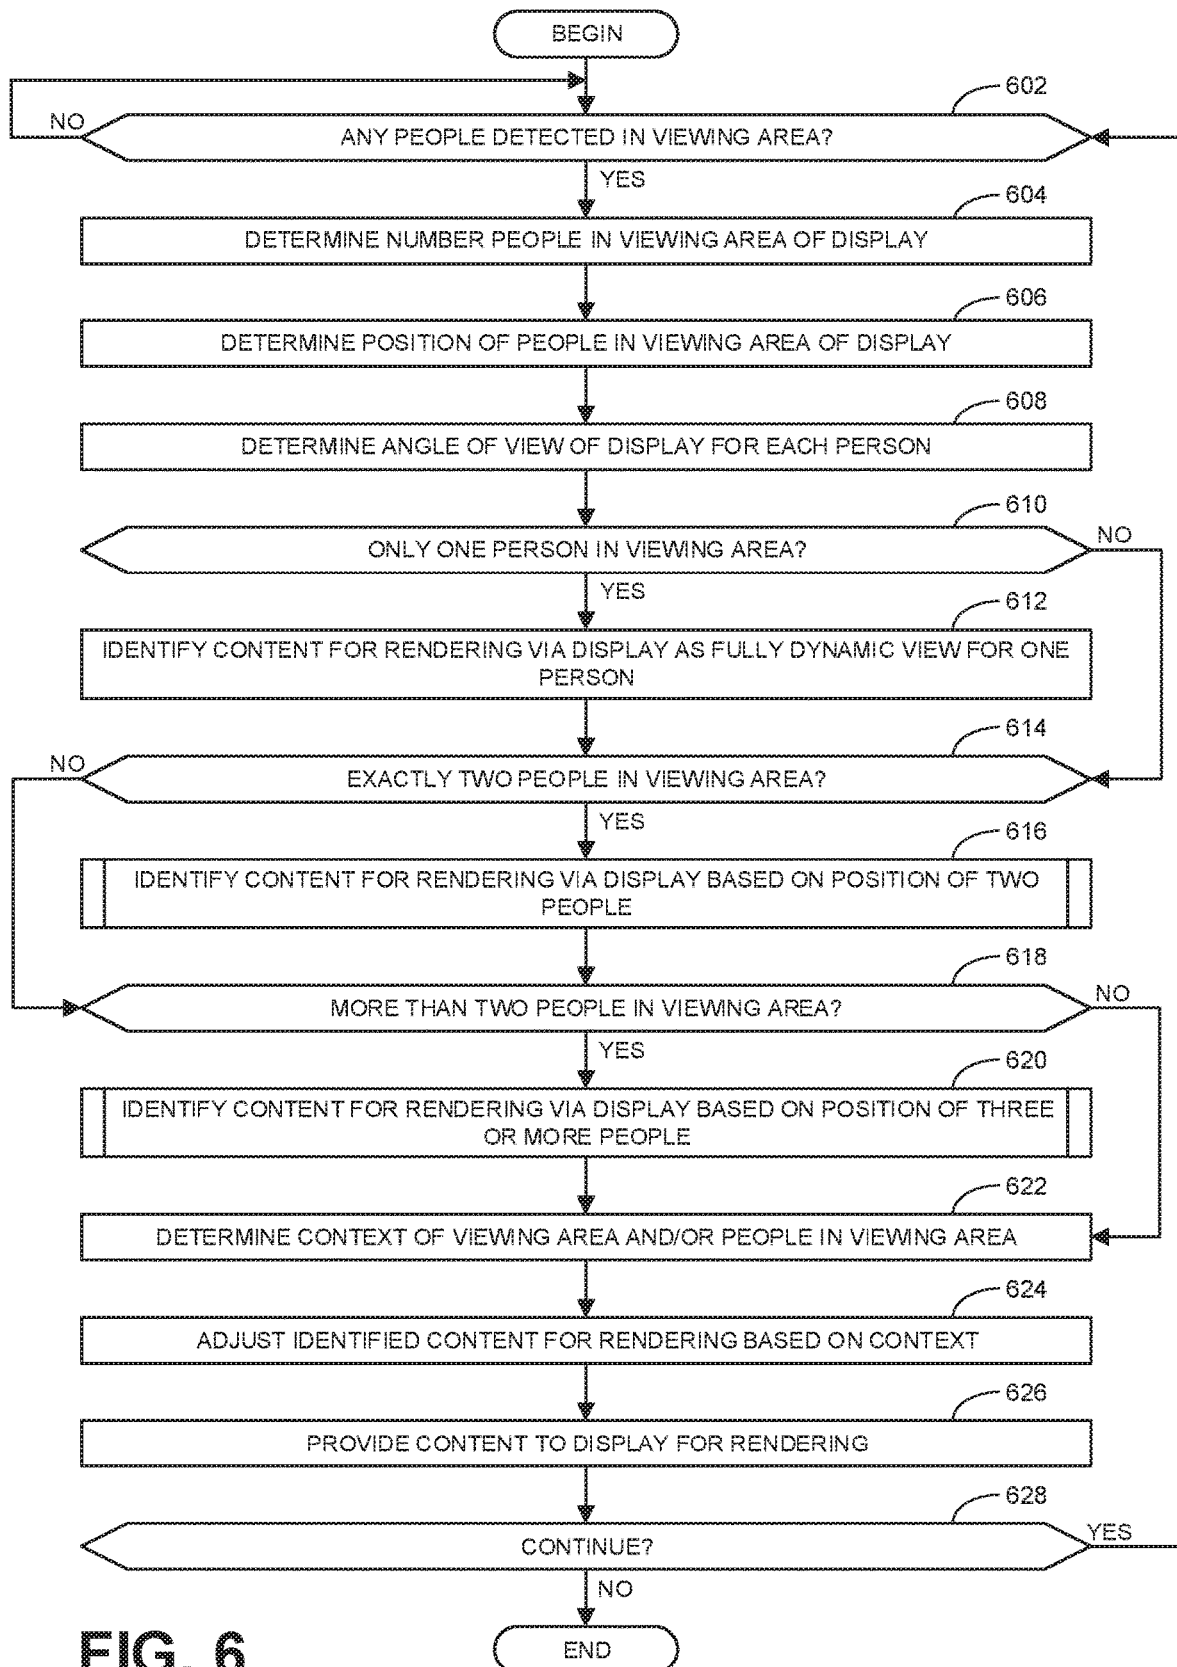 BEGIN
602
NO
ANY PEOPLE DETECTED IN VIEWING AREA?
YES
604
DETERMINE NUMBER PEOPLE IN VIEWING AREA OF DISPLAY
606
DETERMINE POSITION OF PEOPLE IN VIEWING AREA OF DISPLAY
608
DETERMINE ANGLE OF VIEW OF DISPLAY FOR EACH PERSON
610
ONLY ONE PERSON IN VIEWING AREA?
NO
YES
612
IDENTIFY CONTENT FOR RENDERING VIA DISPLAY AS FULLY DYNAMIC VIEW FOR ONE
PERSON
614
NO
EXACTLY TWO PEOPLE IN VIEWING AREA?
YES
616
IDENTIFY CONTENT FOR RENDERING VIA DISPLAY BASED ON POSITION OF TWO
PEOPLE
618
MORE THAN TWO PEOPLE IN VIEWING AREA?
NO
YES
620
IDENTIFY CONTENT FOR RENDERING VIA DISPLAY BASED ON POSITION OF THREE
OR MORE PEOPLE
622
DETERMINE CONTEXT OF VIEWING AREA AND/OR PEOPLE IN VIEWING AREA
624
ADJUST IDENTIFIED CONTENT FOR RENDERING BASED ON CONTEXT
626
PROVIDE CONTENT TO DISPLAY FOR RENDERING
628
CONTINUE?
YES
NO
FIG. 6
END